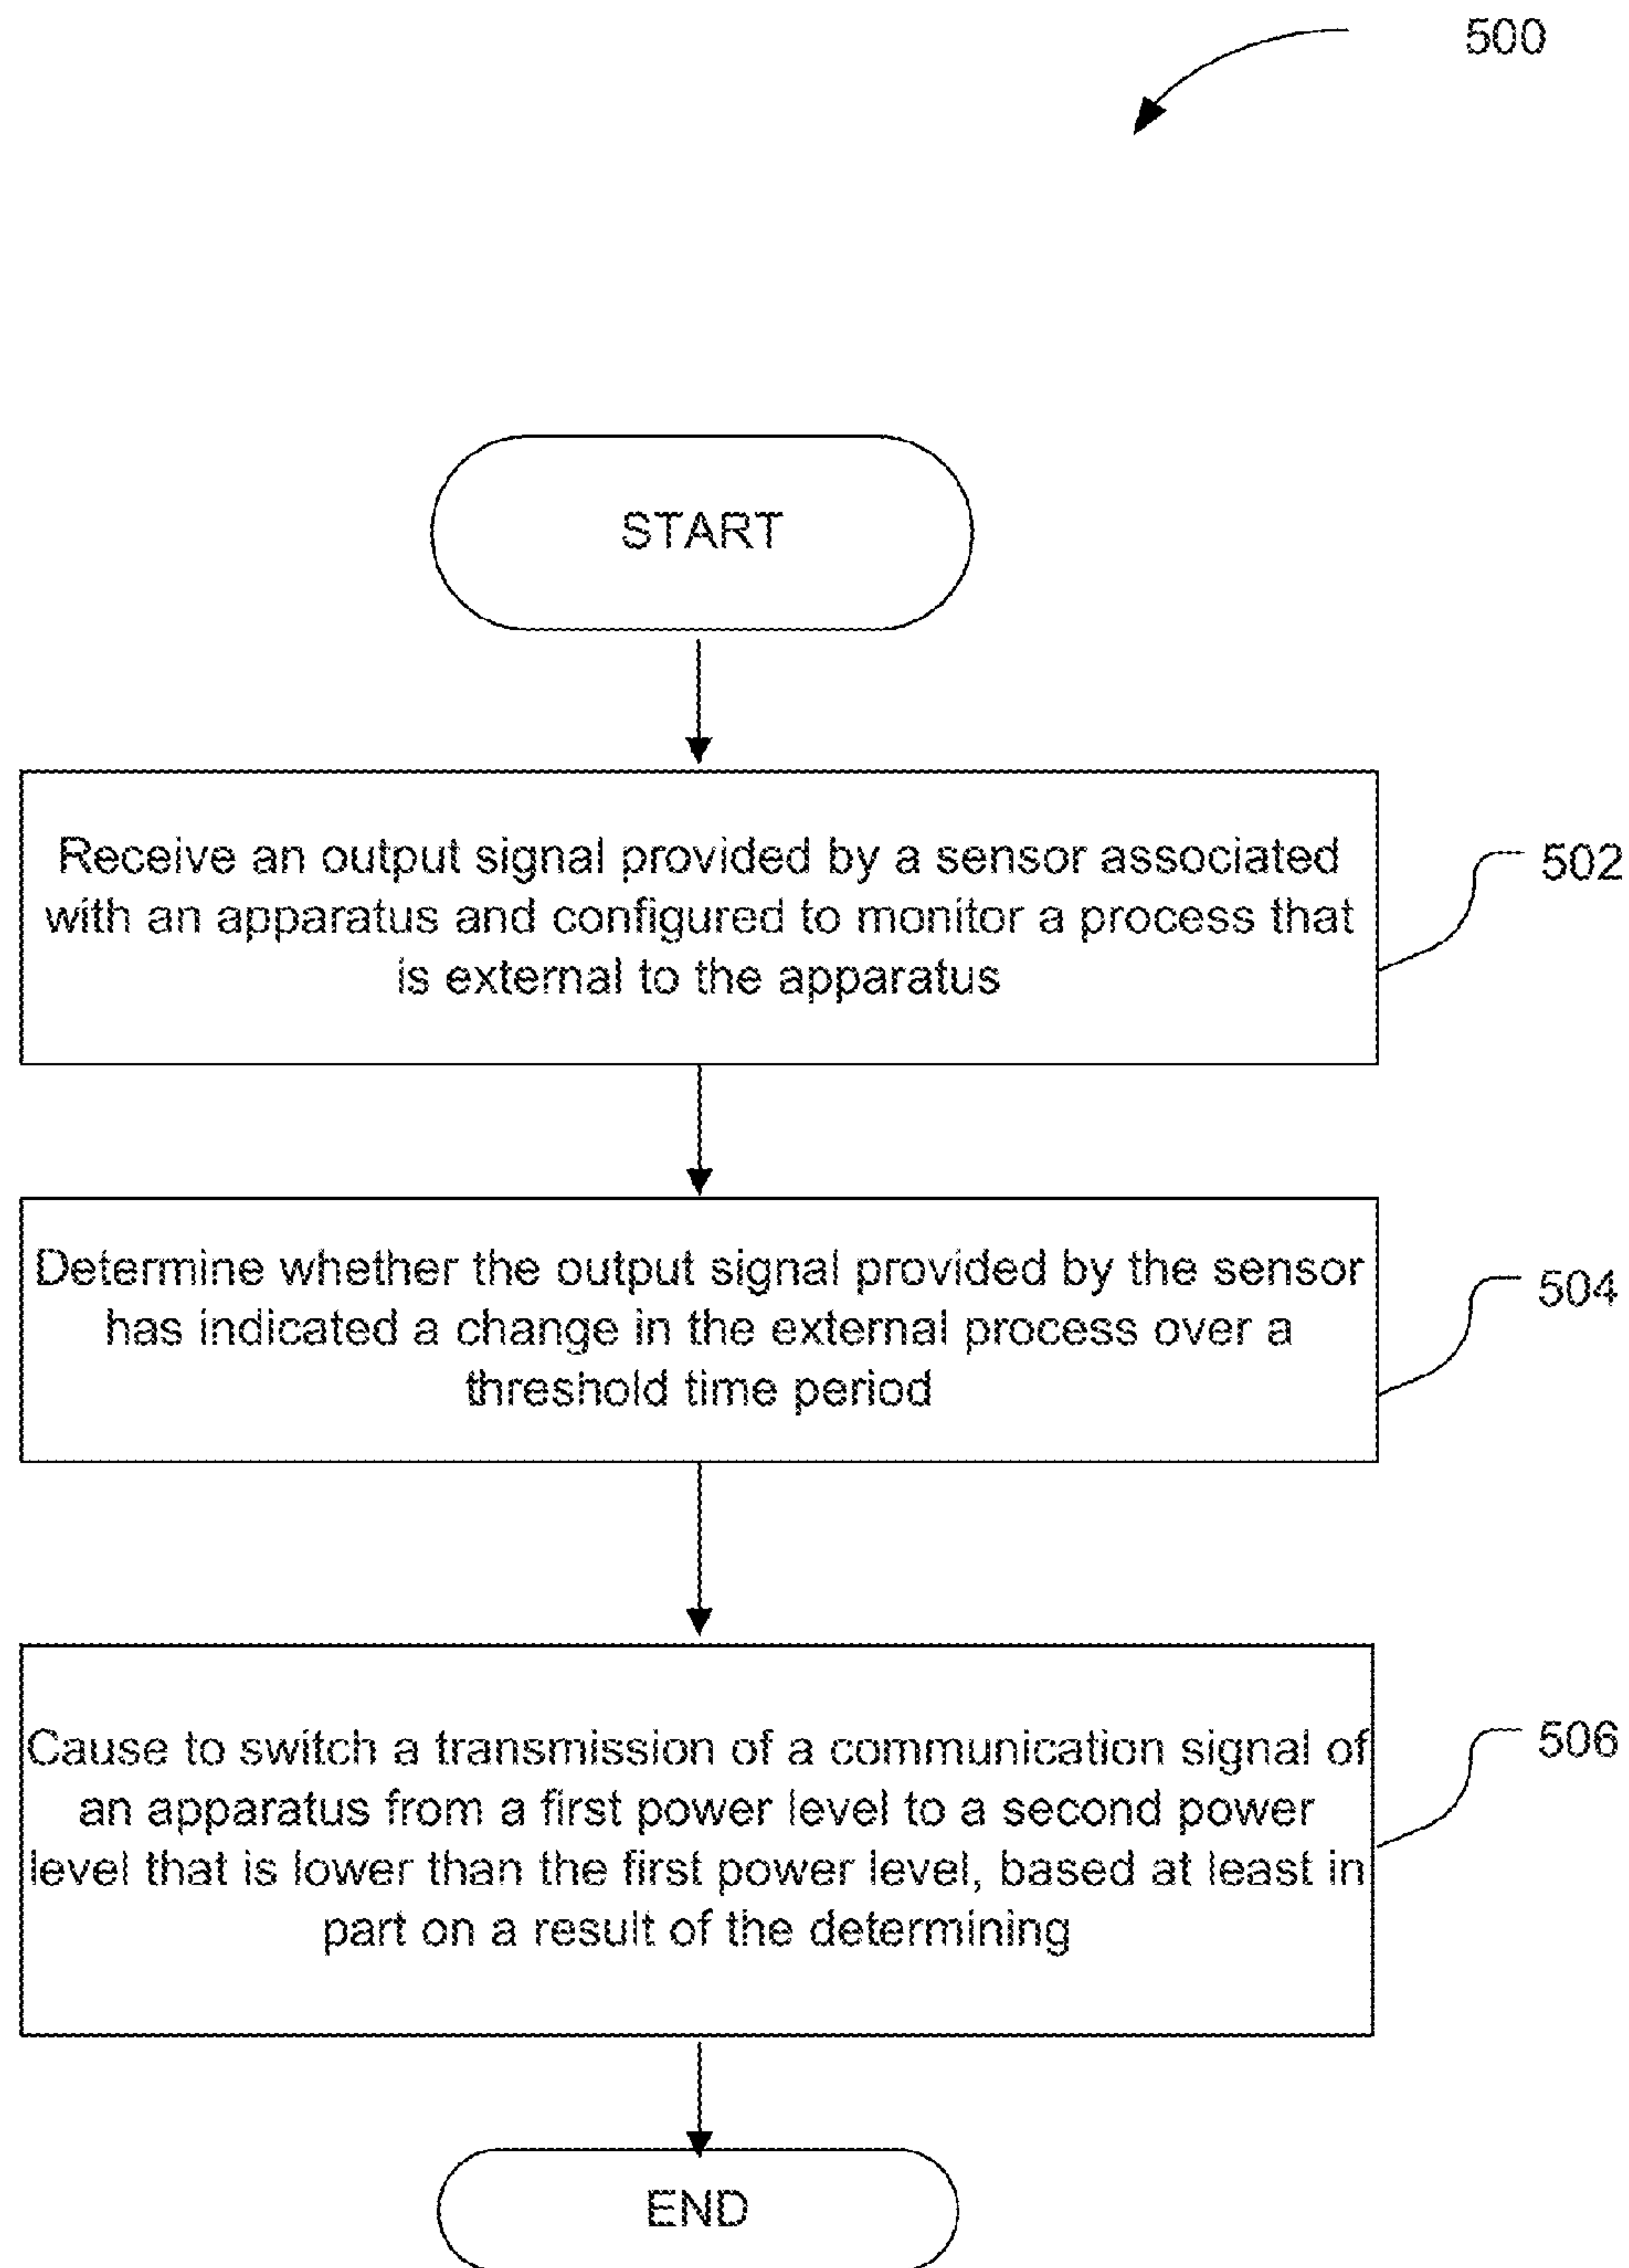 500
START
Receive an output signal provided by a sensor associated
with an apparatus and configured to monitor a process that
is external to the apparatus
502
Determine whether the output signal provided by the sensor
has indicated a change in the external process over a
threshold time period
504
Cause to switch a transmission of a communication signal of
an apparatus from a first power level to a second power
level that is lower than the first power level, based at least in
part on a result of the determining
506
END